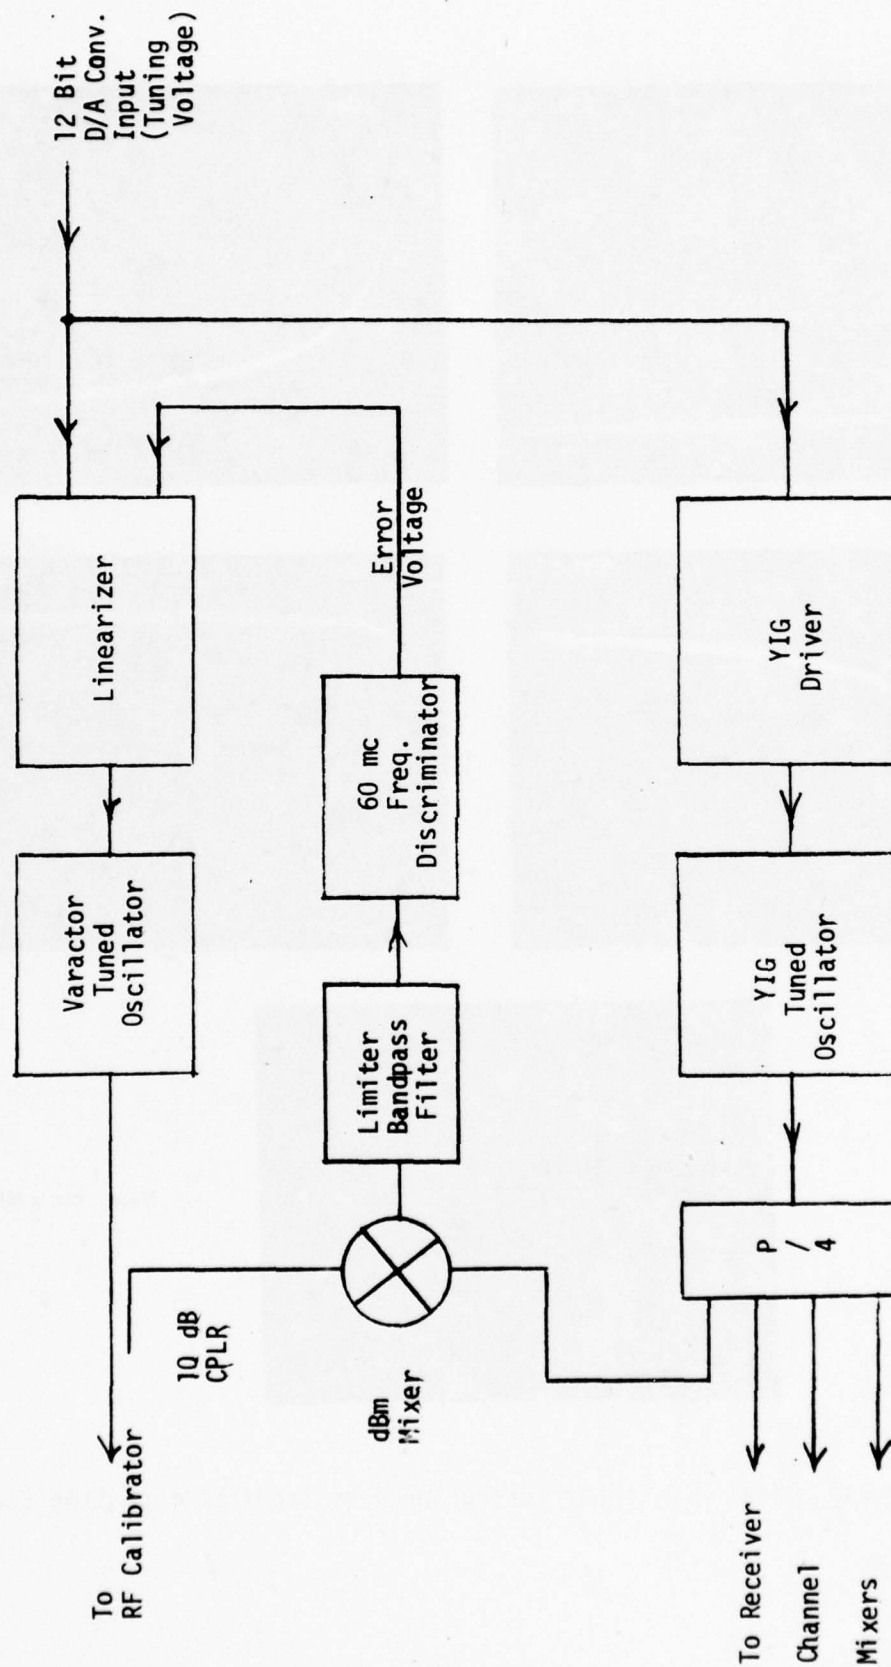 12 Bit
D/A Conv.
Input
(Tuning
Voltage)
Linearizer
Varactor
Tuned
Oscillator
To
RF Calibrator
10 dB
CPLR
dBm
Mixer
Limiter
Bandpass
Filter
60 mc
Freq.
Discriminator
Error
Voltage
YIG
Driver
YIG
Tuned
Oscillator
P
/
4
To Receiver
Channel
Mixers